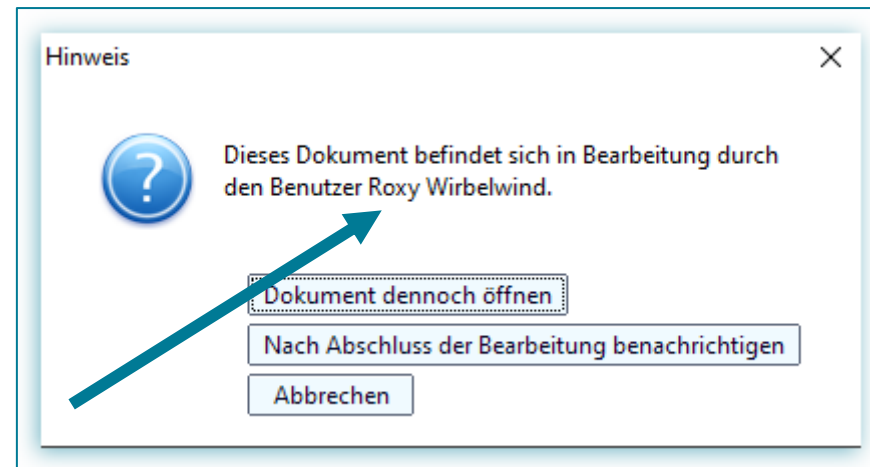 Hinweis
Dieses Dokument befindet sich in Bearbeitung durch
den Benutzer Roxy Wirbelwind.
Dokument dennoch öffnen
Nach Abschluss der Bearbeitung benachrichtigen
Abbrechen